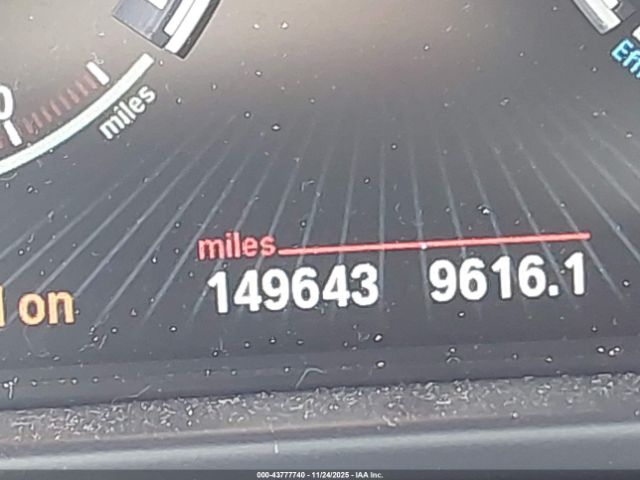 miles
miles
149643 9616.1
on
000-43777740 - 11/24/2025 - IAA Inc.